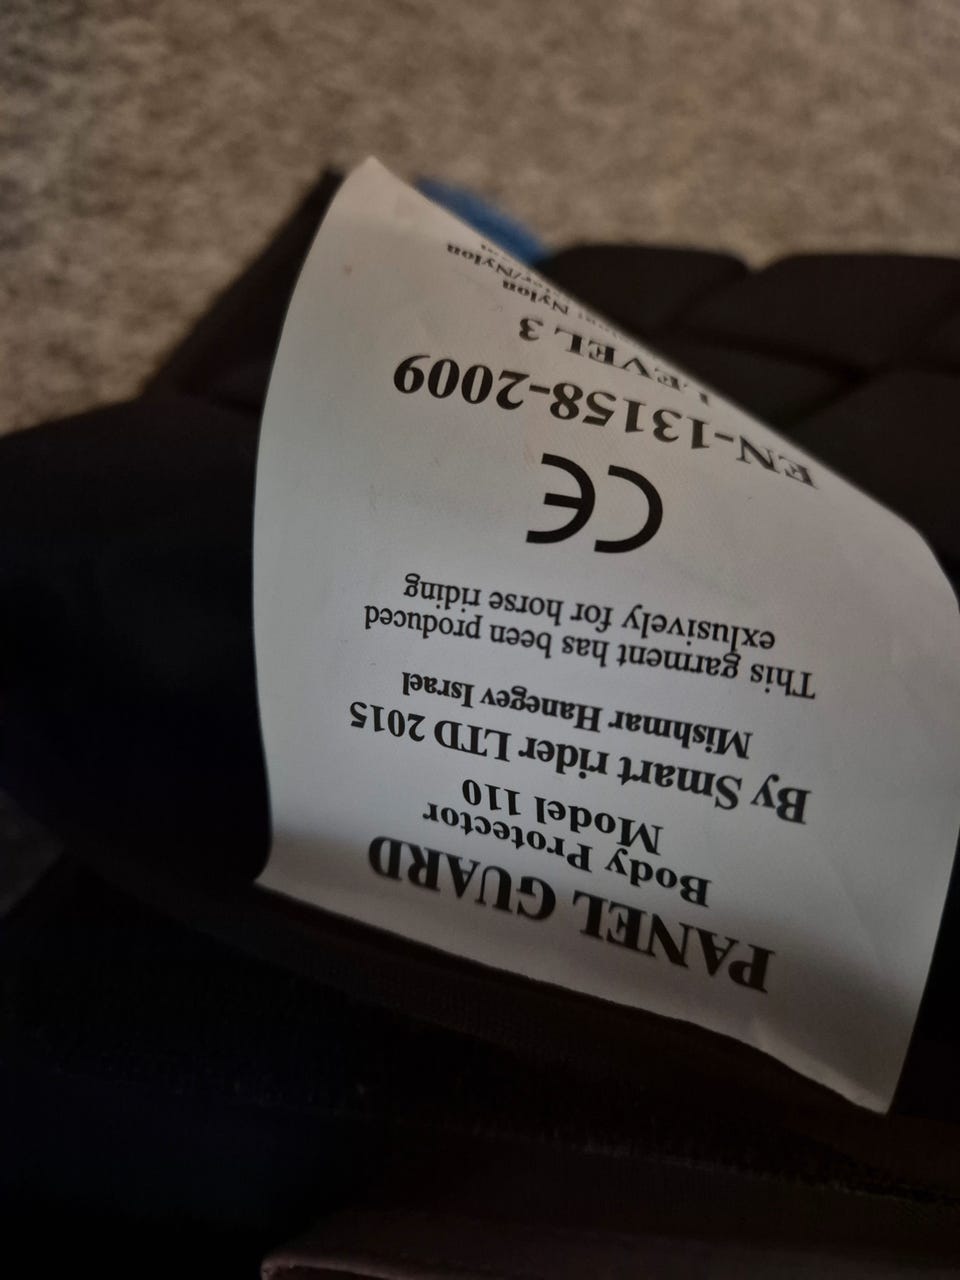 PANEL GUARD
Body Protector
Model 110
By Smart rider LTD 2015
Mishmar Hanegev Israel
This garment has been produced
exlusively for horse riding
CE
EN-13158-2009
LEVEL 3
Nylon
Nylon